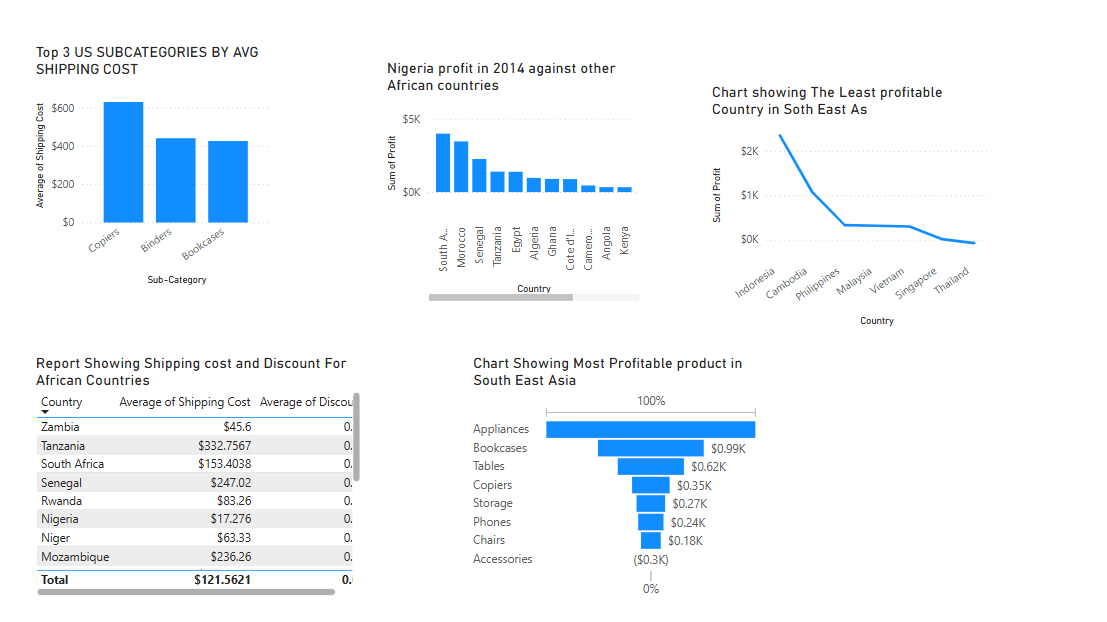 Top 3 US SUBCATEGORIES BY AVG
SHIPPING COST
Average of Shipping Cost
$600
$400
$200
$0
Copiers
Binders
Bookcases
Sub-Category
Nigeria profit in 2014 against other
African countries
Sum of Profit
$5K
$0K
South A...
Morocco
Senegal
Tanzania
Egypt
Algeria
Ghana
Cote d'I...
Camero...
Angola
Kenya
Country
Chart showing The Least profitable
Country in Soth East As
Sum of Profit
$2K
$1K
$0K
Indonesia
Cambodia
Philippines
Malaysia
Vietnam
Singapore
Thailand
Country
Report Showing Shipping cost and Discount For
African Countries
Country Average of Shipping Cost Average of Discou
Zambia $45.6 0.
Tanzania $332.7567 0.
South Africa $153.4038 0.
Senegal $247.02 0.
Rwanda $83.26 0.
Nigeria $17.276 0.
Niger $63.33 0.
Mozambique $236.26 0.
Total $121.5621 0.
Chart Showing Most Profitable product in
South East Asia
100%
Appliances
Bookcases $0.99K
Tables $0.62K
Copiers $0.35K
Storage $0.27K
Phones $0.24K
Chairs $0.18K
Accessories ($0.3K)
0%